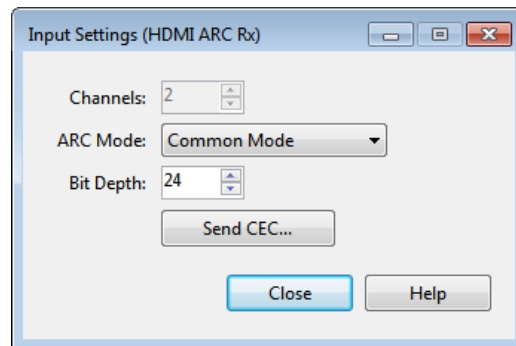 Input Settings (HDMI ARC Rx)
Channels: 2
ARC Mode: Common Mode
Bit Depth: 24
Send CEC...
Close Help